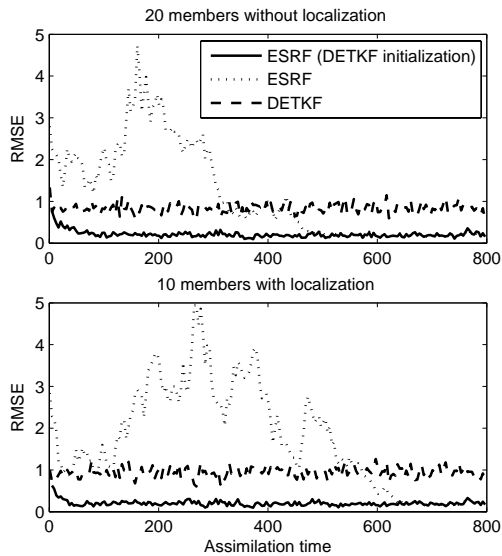 20 members without localization
ESRF (DETKF initialization)
ESRF
DETKF
RMSE
5
4
3
2
1
0
0 200 400 600 800
10 members with localization
RMSE
5
4
3
2
1
0
0 200 400 600 800
Assimilation time